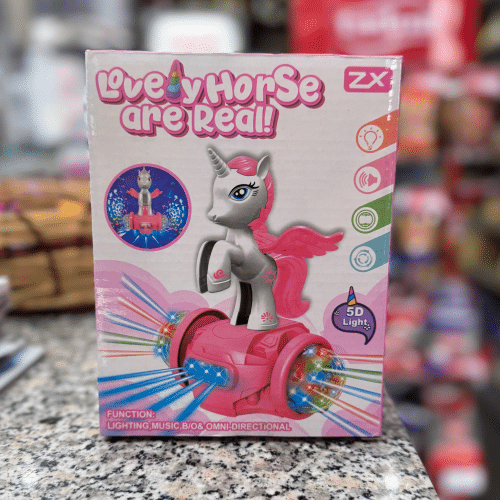 Lovely Horse
are Real!
ZX
5D
Light
FUNCTION:
LIGHTING,MUSIC,B/O& OMNI-DIRECTIONAL